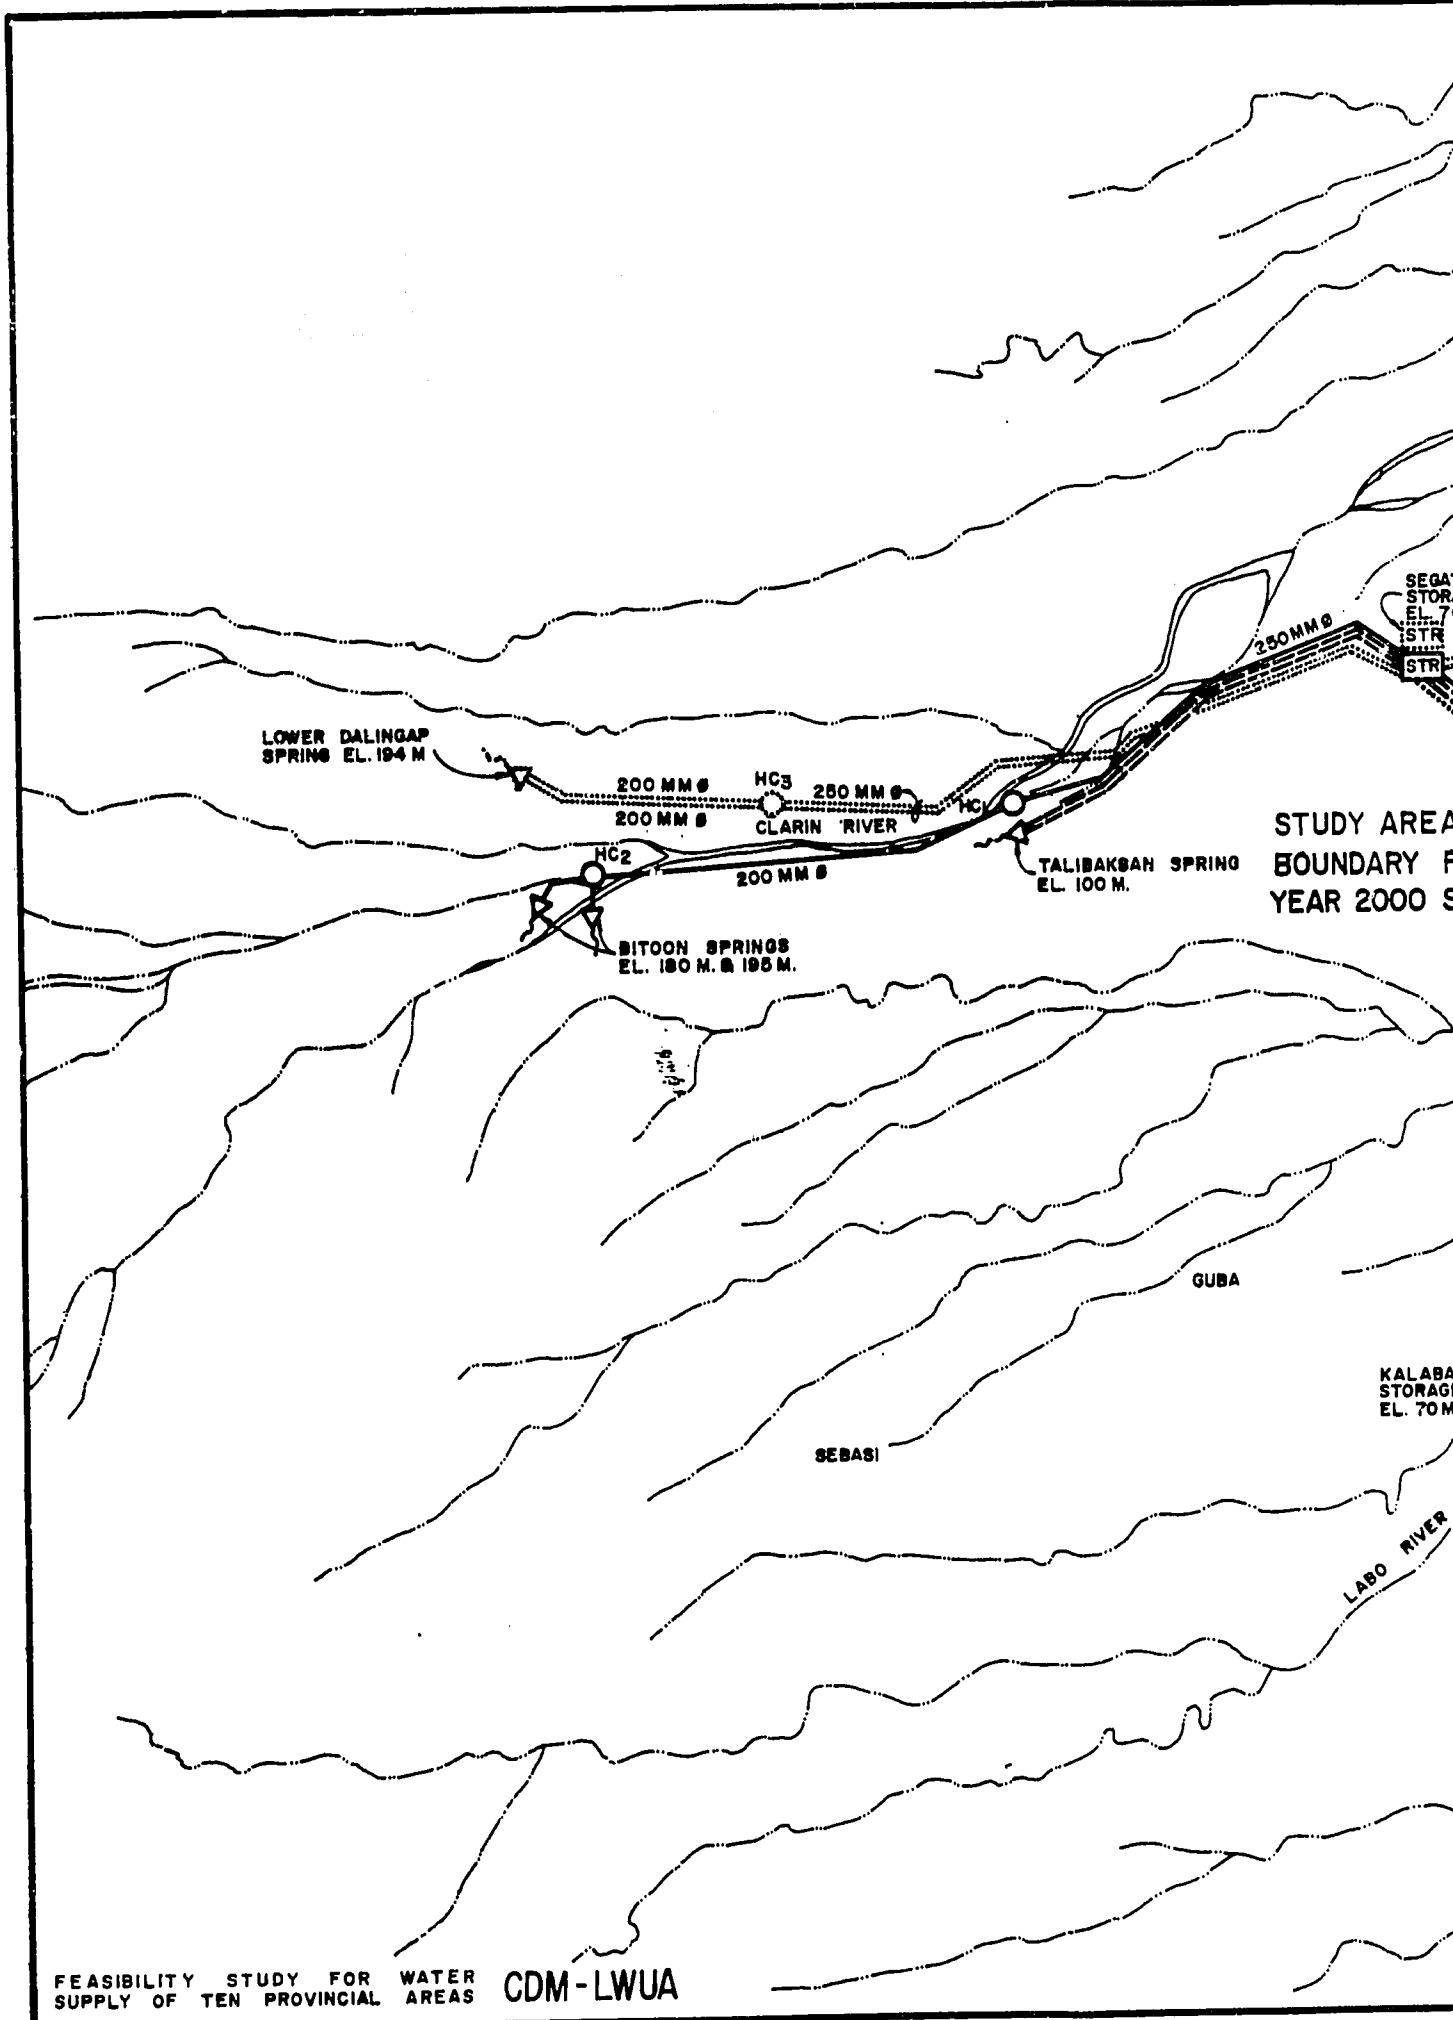 SEGA
STOR
EL. 7
STR
STR
250 MM Ø
LOWER DALINGAP
SPRING EL. 194 M
200 MM Ø
HC3
250 MM Ø
200 MM Ø
CLARIN RIVER
HC1
HC2
200 MM Ø
TALIBAKSAN SPRING
EL. 100 M.
STUDY AREA
BOUNDARY F
YEAR 2000 S
BITOON SPRINGS
EL. 180 M. & 195 M.
GUBA
KALABA
STORAG
EL. 70 M
SEBASI
LABO RIVER
FEASIBILITY STUDY FOR WATER
SUPPLY OF TEN PROVINCIAL AREAS
CDM-LWUA